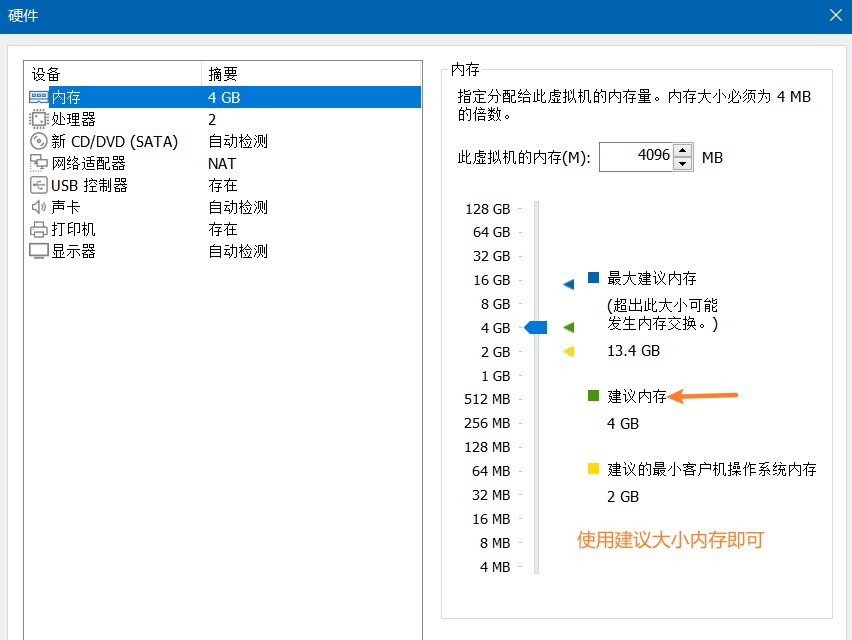 硬件
设备 摘要
内存 4 GB
处理器 2
新 CD/DVD (SATA) 自动检测
网络适配器 NAT
USB 控制器 存在
声卡 自动检测
打印机 存在
显示器 自动检测
内存
指定分配给此虚拟机的内存量。内存大小必须为 4 MB
的倍数。
此虚拟机的内存(M): 4096 MB
128 GB
64 GB
32 GB
16 GB
8 GB
4 GB
2 GB
1 GB
512 MB
256 MB
128 MB
64 MB
32 MB
16 MB
8 MB
4 MB
最大建议内存
(超出此大小可能
发生内存交换。)
13.4 GB
建议内存
4 GB
建议的最小客户机操作系统内存
2 GB
使用建议大小内存即可